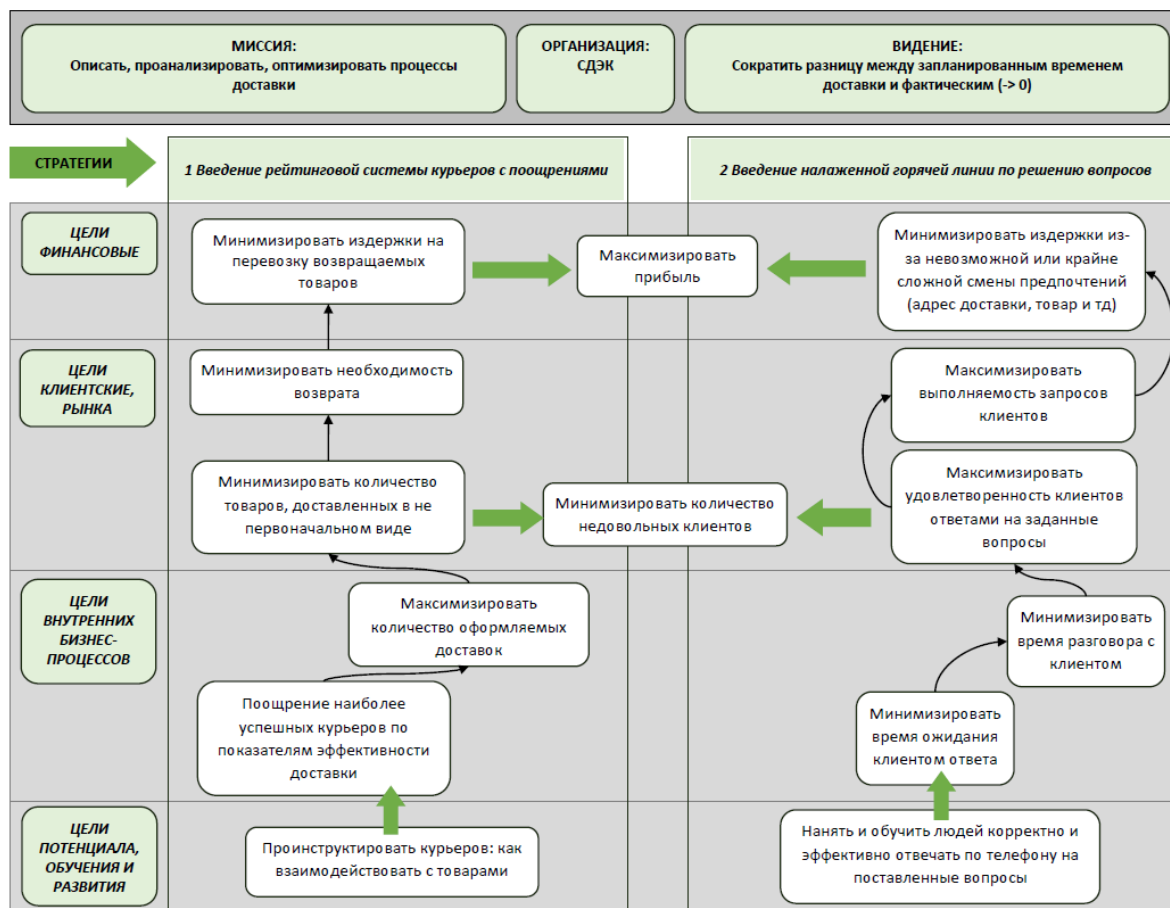 МИССИЯ:
Описать, проанализировать, оптимизировать процессы
доставки
ОРГАНИЗАЦИЯ:
СДЭК
ВИДЕНИЕ:
Сократить разницу между запланированным временем
доставки и фактическим (-> 0)
СТРАТЕГИИ
1 Введение рейтинговой системы курьеров с поощрениями
2 Введение налаженной горячей линии по решению вопросов
ЦЕЛИ
ФИНАНСОВЫЕ
Минимизировать издержки на
перевозку возвращаемых
товаров
Максимизировать
прибыль
Минимизировать издержки из-
за невозможной или крайне
сложной смены предпочтений
(адрес доставки, товар и тд)
ЦЕЛИ
КЛИЕНТСКИЕ,
РЫНКА
Минимизировать необходимость
возврата
Максимизировать
выполняемость запросов
клиентов
Минимизировать количество
товаров, доставленных в не
первоначальном виде
Минимизировать количество
недовольных клиентов
Максимизировать
удовлетворенность клиентов
ответами на заданные
вопросы
ЦЕЛИ
ВНУТРЕННИХ
БИЗНЕС-
ПРОЦЕССОВ
Максимизировать
количество оформляемых
доставок
Минимизировать
время разговора с
клиентом
Поощрение наиболее
успешных курьеров по
показателям эффективности
доставки
Минимизировать
время ожидания
клиентом ответа
ЦЕЛИ
ПОТЕНЦИАЛА,
ОБУЧЕНИЯ И
РАЗВИТИЯ
Проинструктировать курьеров: как
взаимодействовать с товарами
Нанять и обучить людей корректно и
эффективно отвечать по телефону на
поставленные вопросы